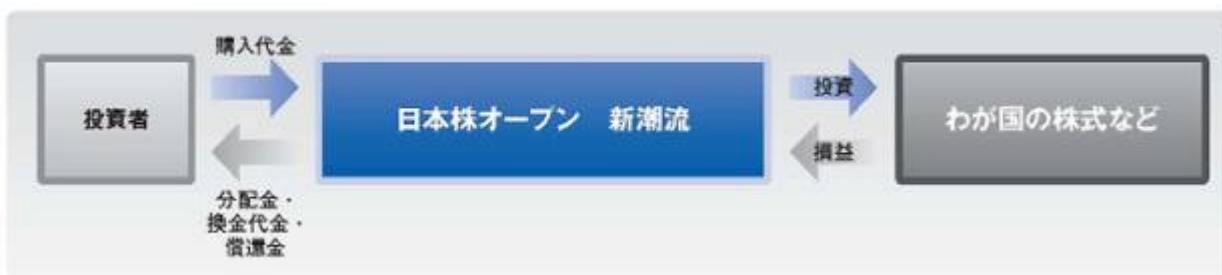 購入代金
投資者
日本株オープン　新潮流
投資
わが国の株式など
損益
分配金・
換金代金・
償還金